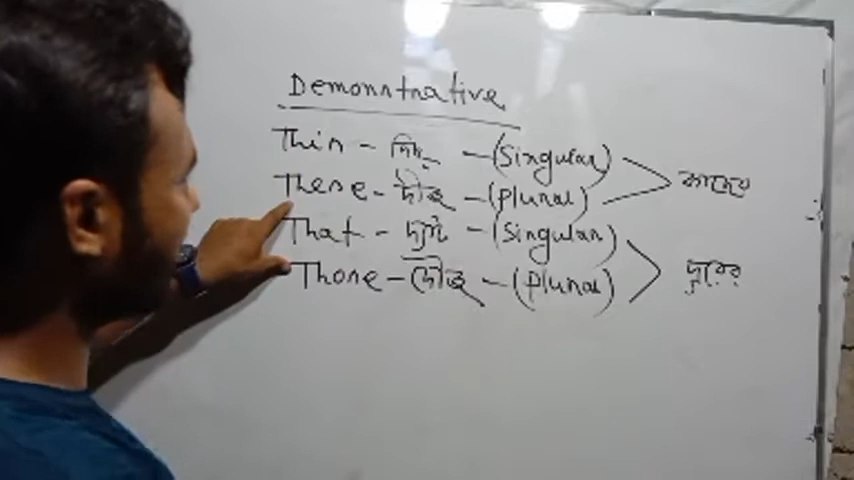 Demonstrative
This - দিছ - (Singular) কাছের
These - দীজ - (Plural)
That - দ্যাট - (Singular) দূরের
Those - দৌজ - (Plural)